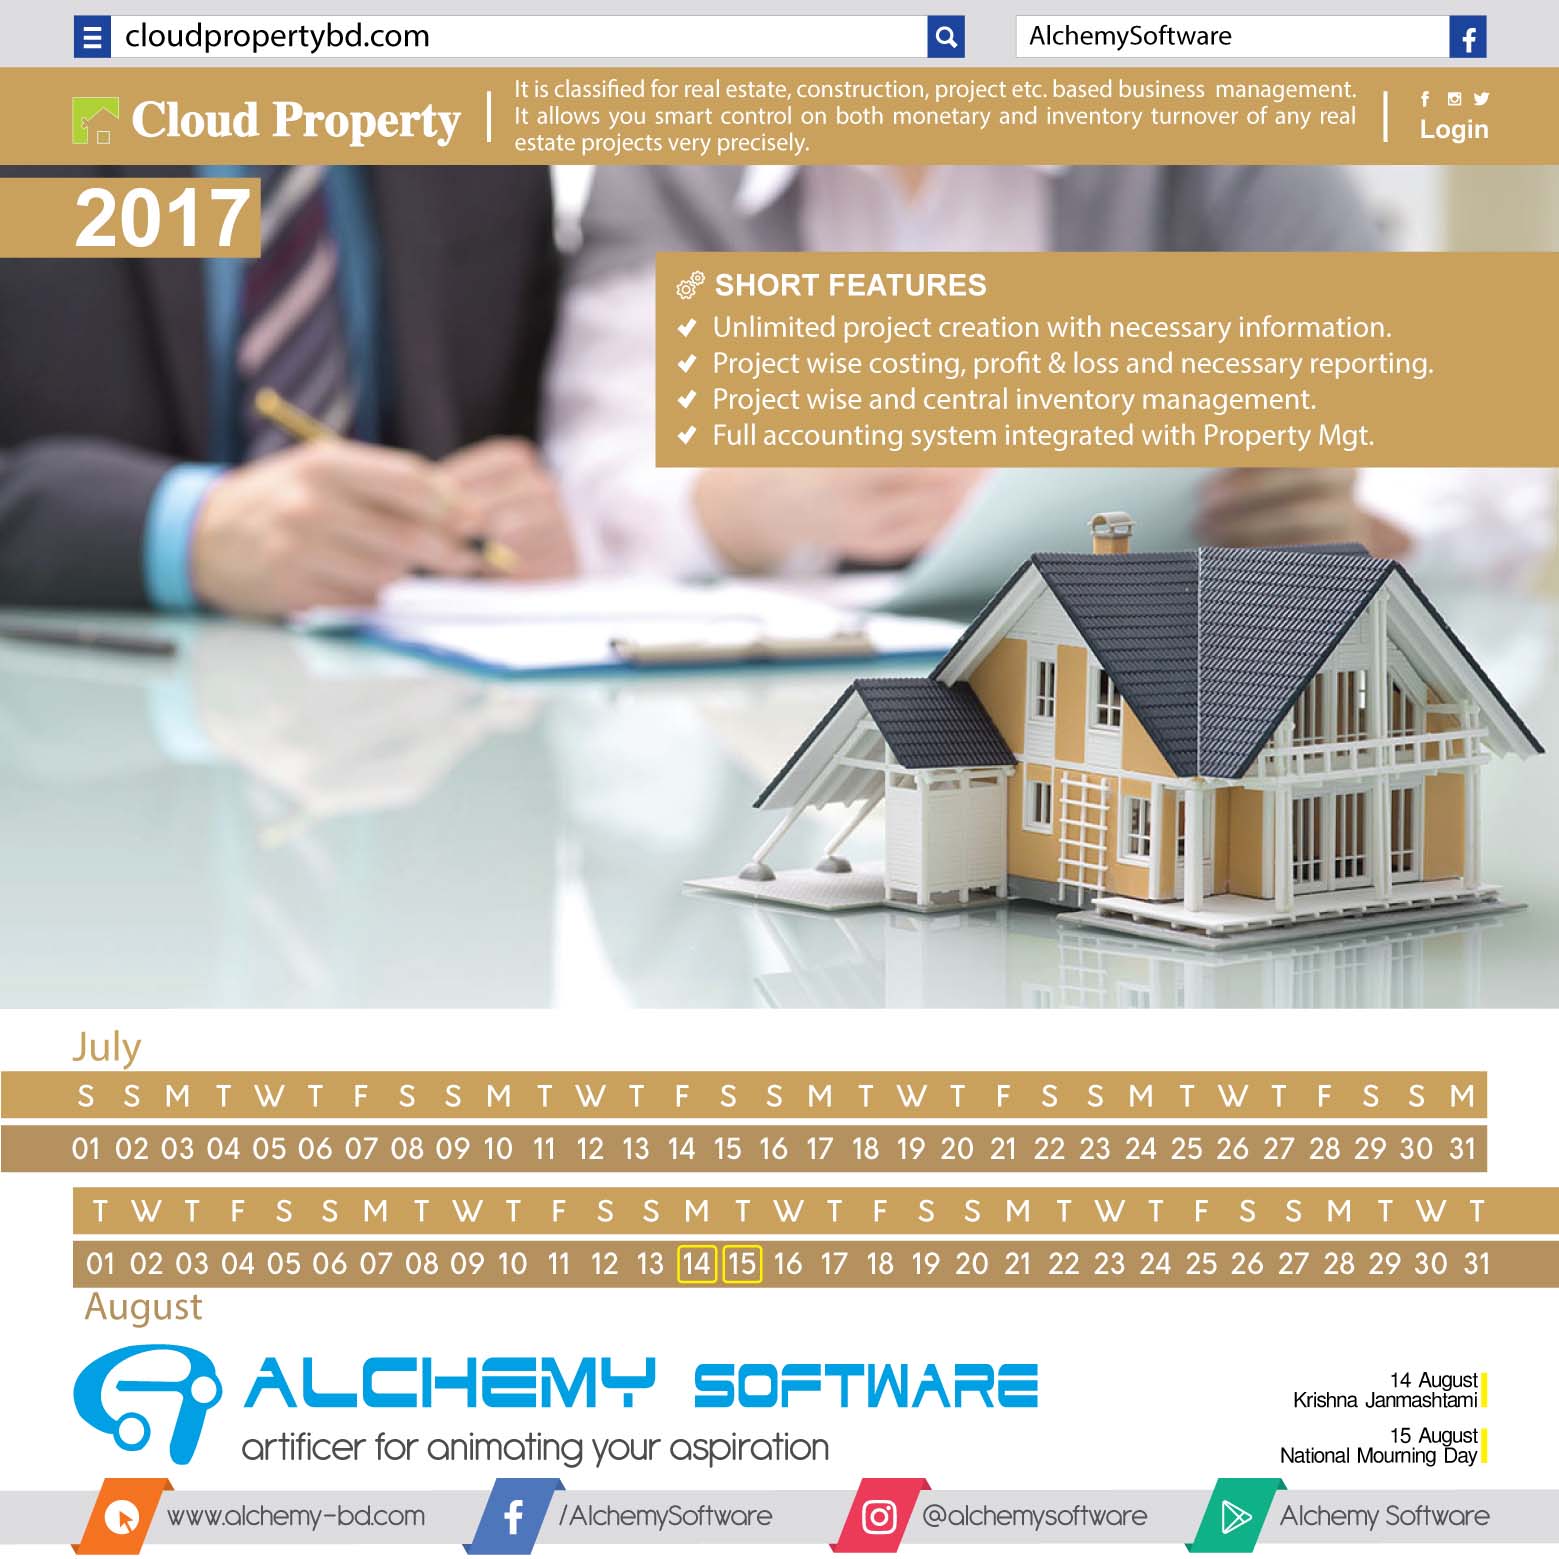 cloudpropertybd.com
AlchemySoftware
Cloud Property
It is classified for real estate, construction, project etc. based business management.
It allows you smart control on both monetary and inventory turnover of any real
estate projects very precisely.
Login
2017
SHORT FEATURES
Unlimited project creation with necessary information.
Project wise costing, profit & loss and necessary reporting.
Project wise and central inventory management.
Full accounting system integrated with Property Mgt.
July
S S M T W T F S S M T W T F S S M T W T F S S M T W T F S S M
01 02 03 04 05 06 07 08 09 10 11 12 13 14 15 16 17 18 19 20 21 22 23 24 25 26 27 28 29 30 31
T W T F S S M T W T F S S M T W T F S S M T W T F S S M T W T
01 02 03 04 05 06 07 08 09 10 11 12 13 14 15 16 17 18 19 20 21 22 23 24 25 26 27 28 29 30 31
August
ALCHEMY SOFTWARE
artificer for animating your aspiration
14 August
Krishna Janmashtami
15 August
National Mourning Day
www.alchemy-bd.com
/AlchemySoftware
@alchemysoftware
Alchemy Software